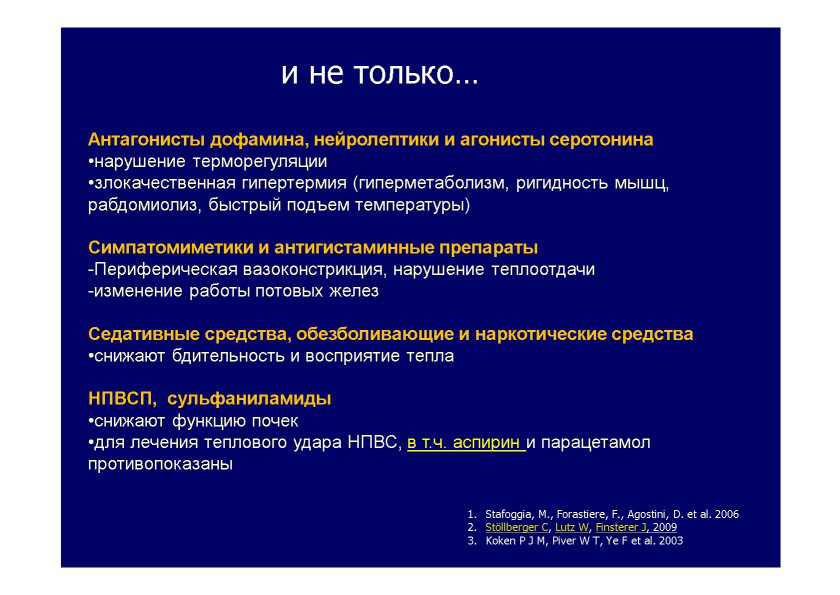 и не только…
Антагонисты дофамина, нейролептики и агонисты серотонина
•нарушение терморегуляции
•злокачественная гипертермия (гиперметаболизм, ригидность мышц,
рабдомиолиз, быстрый подъем температуры)
Симпатомиметики и антигистаминные препараты
-Периферическая вазоконстрикция, нарушение теплоотдачи
-изменение работы потовых желез
Седативные средства, обезболивающие и наркотические средства
•снижают бдительность и восприятие тепла
НПВСП,  сульфаниламиды
•снижают функцию почек
•для лечения теплового удара НПВС, в т.ч. аспирин и парацетамол
противопоказаны
1. Stafoggia, M., Forastiere, F., Agostini, D. et al. 2006
2. Stöllberger C, Lutz W, Finsterer J, 2009
3. Koken P J M, Piver W T, Ye F et al. 2003